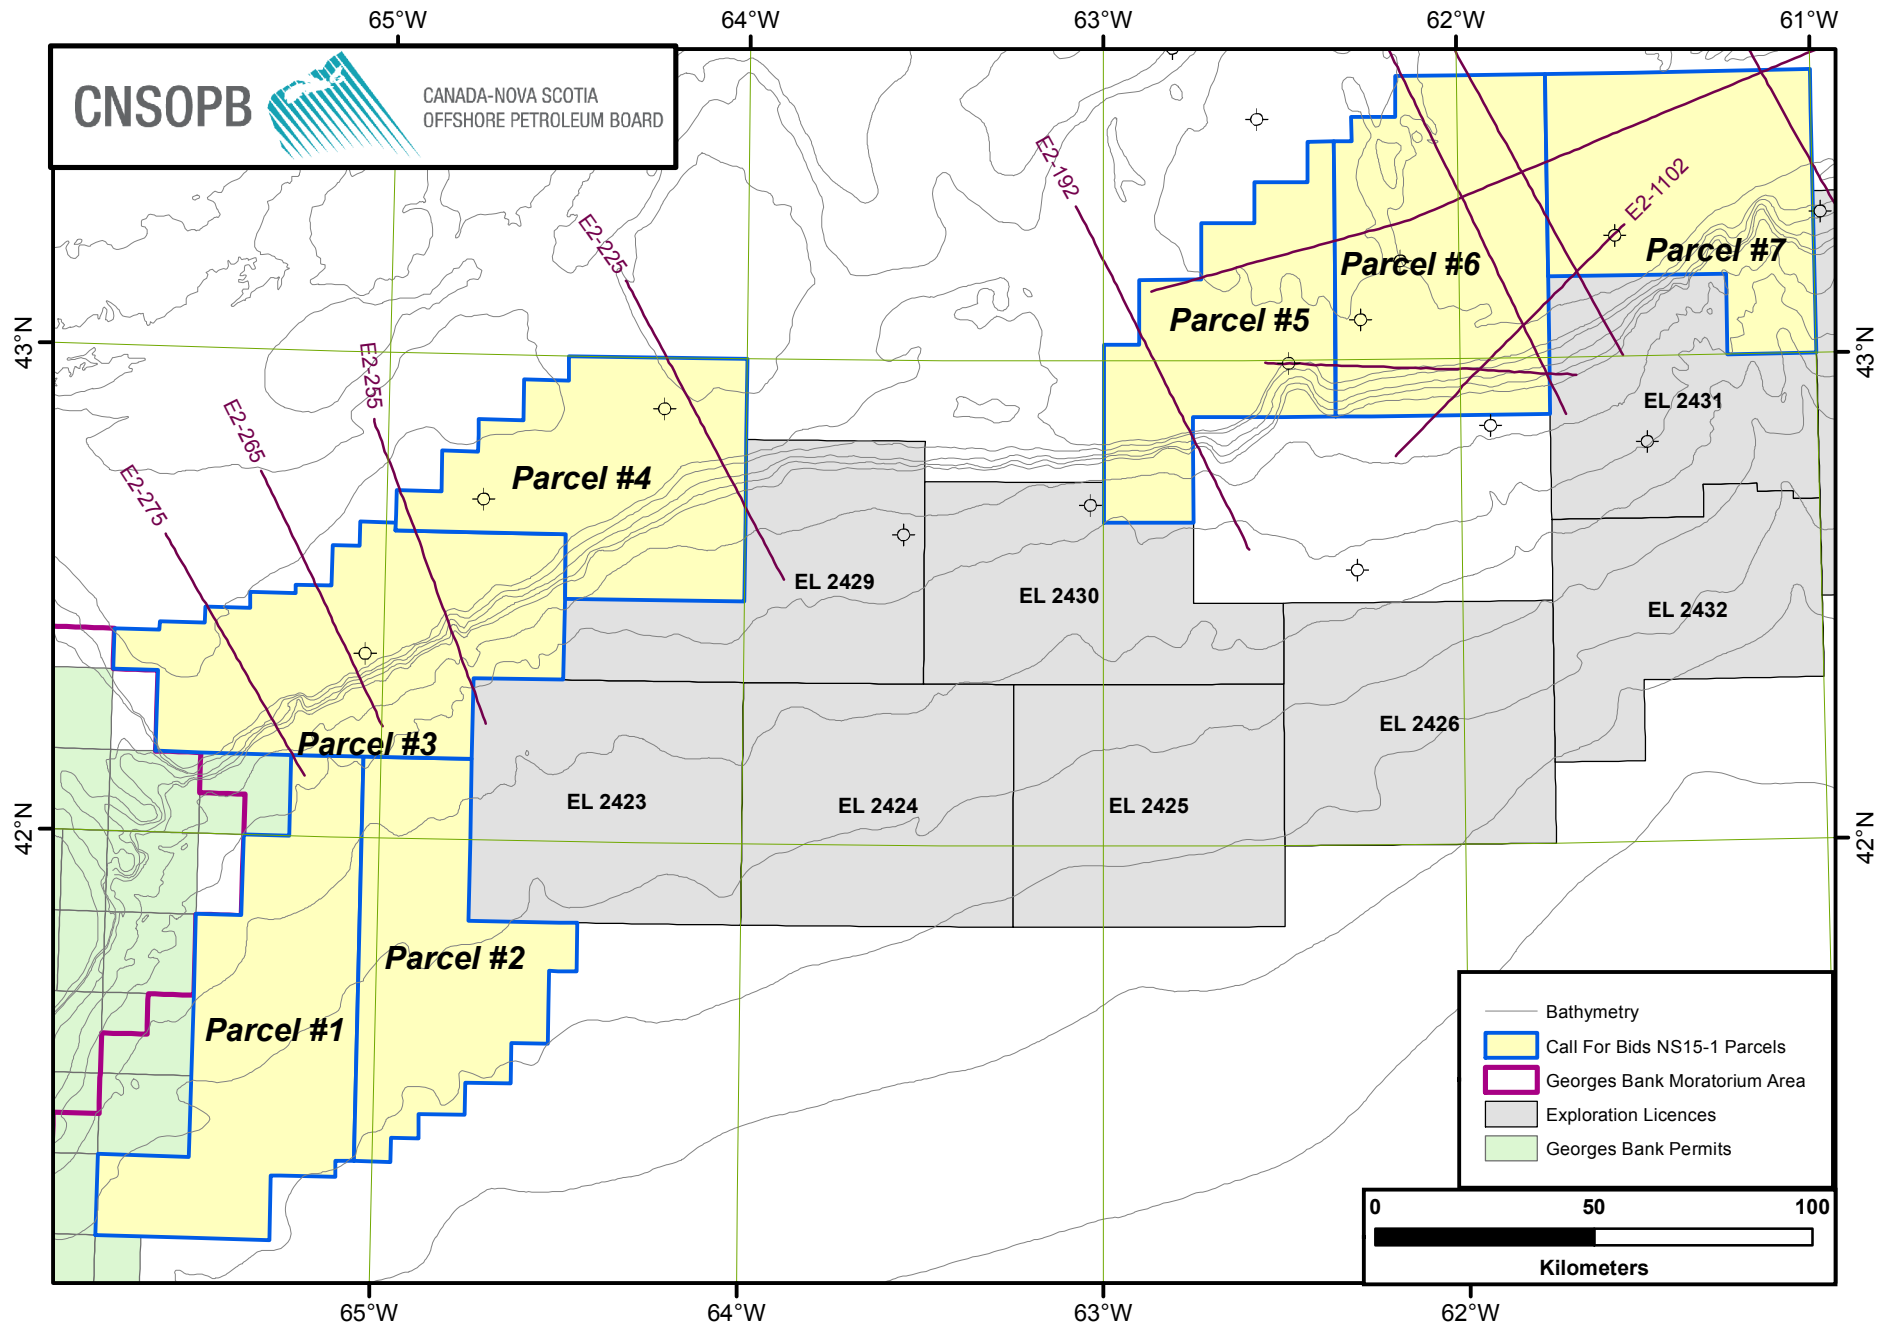 65°W
64°W
63°W
62°W
61°W
CNSOPB
CANADA-NOVA SCOTIA
OFFSHORE PETROLEUM BOARD
E2-192
E2-1102
E2-225
Parcel #6
Parcel #7
Parcel #5
43°N
43°N
E2-255
E2-265
E2-275
EL 2431
Parcel #4
EL 2429
EL 2430
EL 2432
Parcel #3
EL 2426
EL 2423
EL 2424
EL 2425
42°N
42°N
Parcel #2
Parcel #1
Bathymetry
Call For Bids NS15-1 Parcels
Georges Bank Moratorium Area
Exploration Licences
Georges Bank Permits
0
50
100
Kilometers
65°W
64°W
63°W
62°W